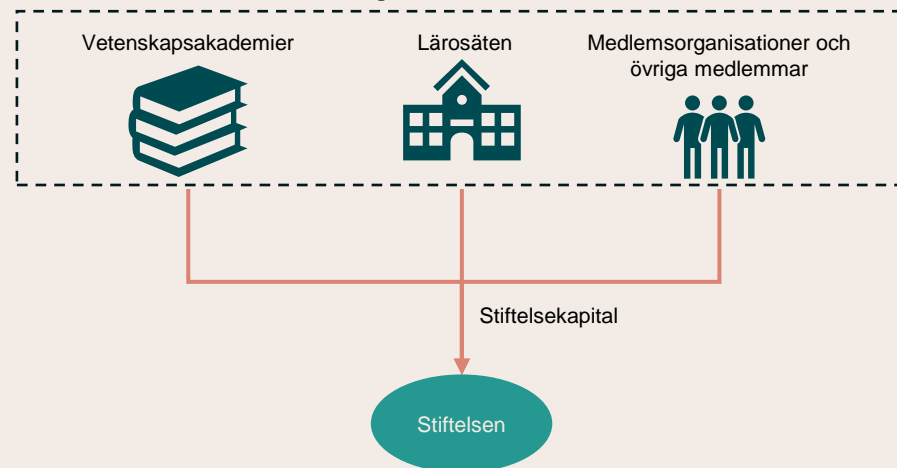 Vetenskapsakademier
Lärosäten
Medlemsorganisationer och
övriga medlemmar
Stiftelsekapital
Stiftelsen